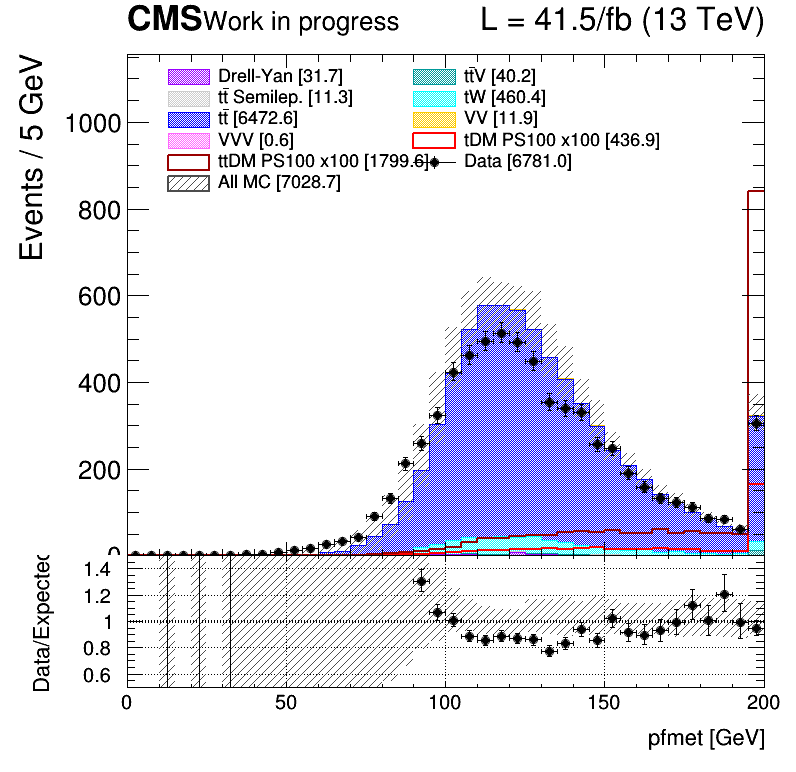 CMS Work in progress L = 41.5/fb (13 TeV)
Drell-Yan [31.7] tt̄V [40.2]
tt̄ Semilep. [11.3] tW [460.4]
tt̄ [6472.6] VV [11.9]
VVV [0.6] tDM PS100 x100 [436.9]
ttDM PS100 x100 [1799.6] Data [6781.0]
All MC [7028.7]
Events / 5 GeV
1000
800
600
400
200
0
Data/Expected
1.4
1.2
1
0.8
0.6
0 50 100 150 200
pfmet [GeV]